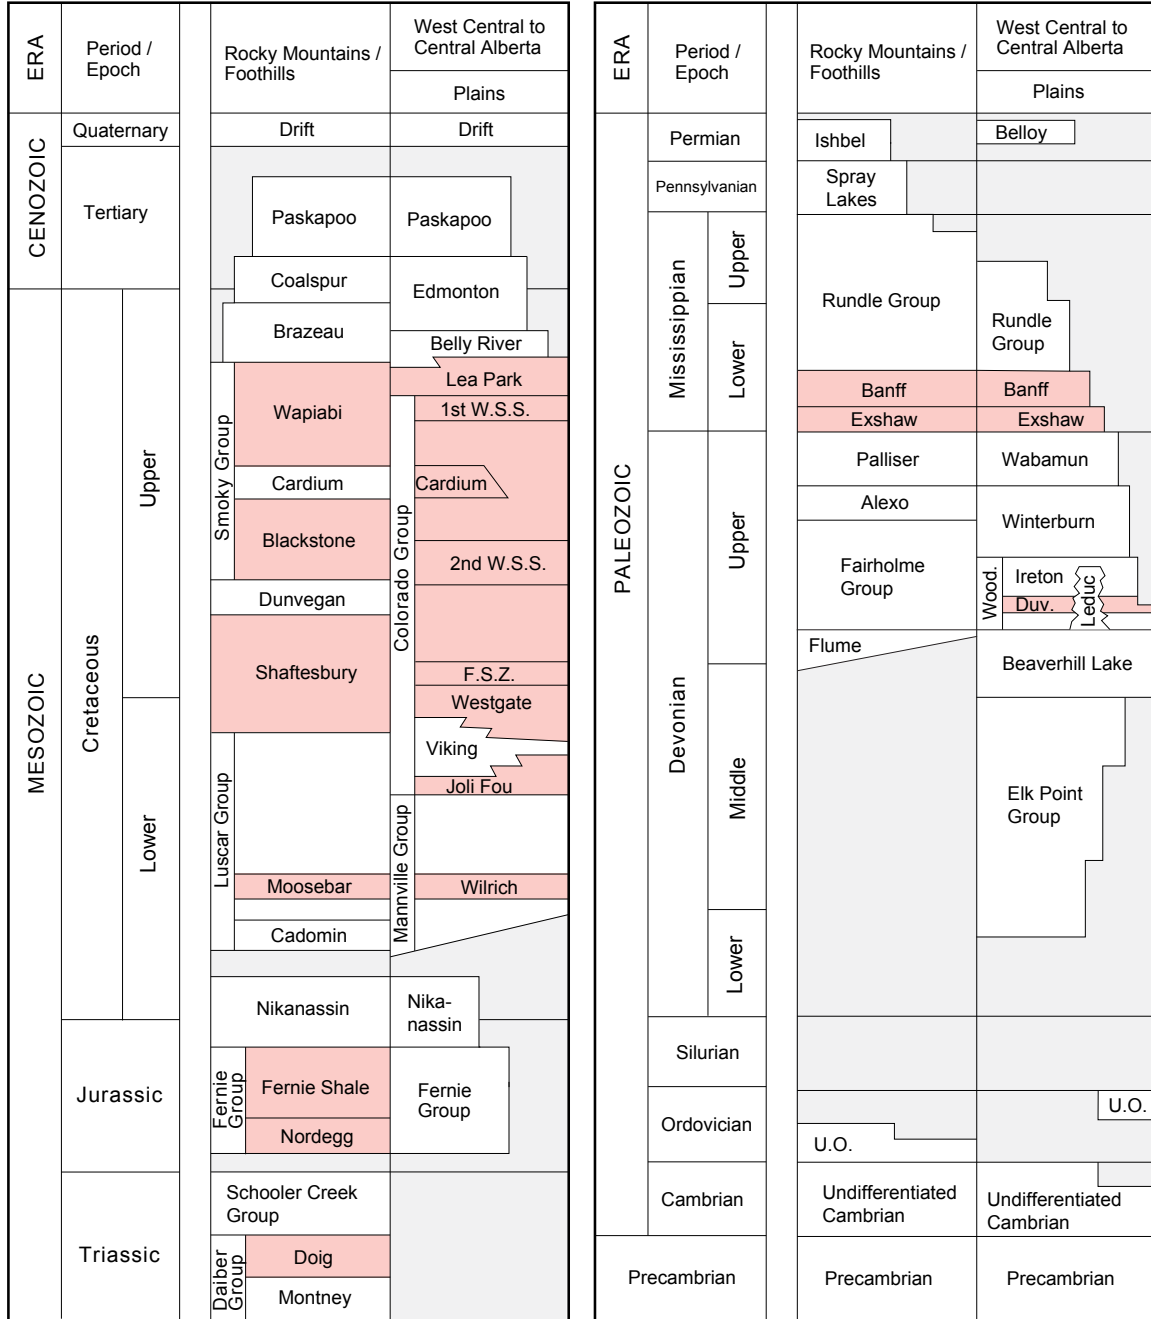 ERA
Period /
Epoch
Rocky Mountains /
Foothills
West Central to
Central Alberta
Plains
CENOZOIC
Quaternary
Drift
Drift
Tertiary
Paskapoo
Paskapoo
Coalspur
Edmonton
MESOZOIC
Cretaceous
Upper
Brazeau
Belly River
Smoky Group
Wapiabi
Lea Park
Colorado Group
1st W.S.S.
Cardium
Cardium
Blackstone
2nd W.S.S.
Dunvegan
Shaftesbury
F.S.Z.
Westgate
Lower
Viking
Joli Fou
Luscar Group
Mannville Group
Moosebar
Wilrich
Cadomin
Nikanassin
Nika-
nassin
Jurassic
Fernie
Group
Fernie Shale
Fernie
Group
Nordegg
Triassic
Schooler Creek
Group
Daiber
Group
Doig
Montney
ERA
Period /
Epoch
Rocky Mountains /
Foothills
West Central to
Central Alberta
Plains
PALEOZOIC
Permian
Ishbel
Belloy
Pennsylvanian
Spray
Lakes
Mississippian
Upper
Rundle Group
Rundle
Group
Lower
Banff
Banff
Exshaw
Exshaw
Devonian
Upper
Palliser
Wabamun
Alexo
Winterburn
Fairholme
Group
Wood.
Ireton
Duv.
Leduc
Flume
Beaverhill Lake
Middle
Elk Point
Group
Lower
Silurian
Ordovician
U.O.
U.O.
Cambrian
Undifferentiated
Cambrian
Undifferentiated
Cambrian
Precambrian
Precambrian
Precambrian